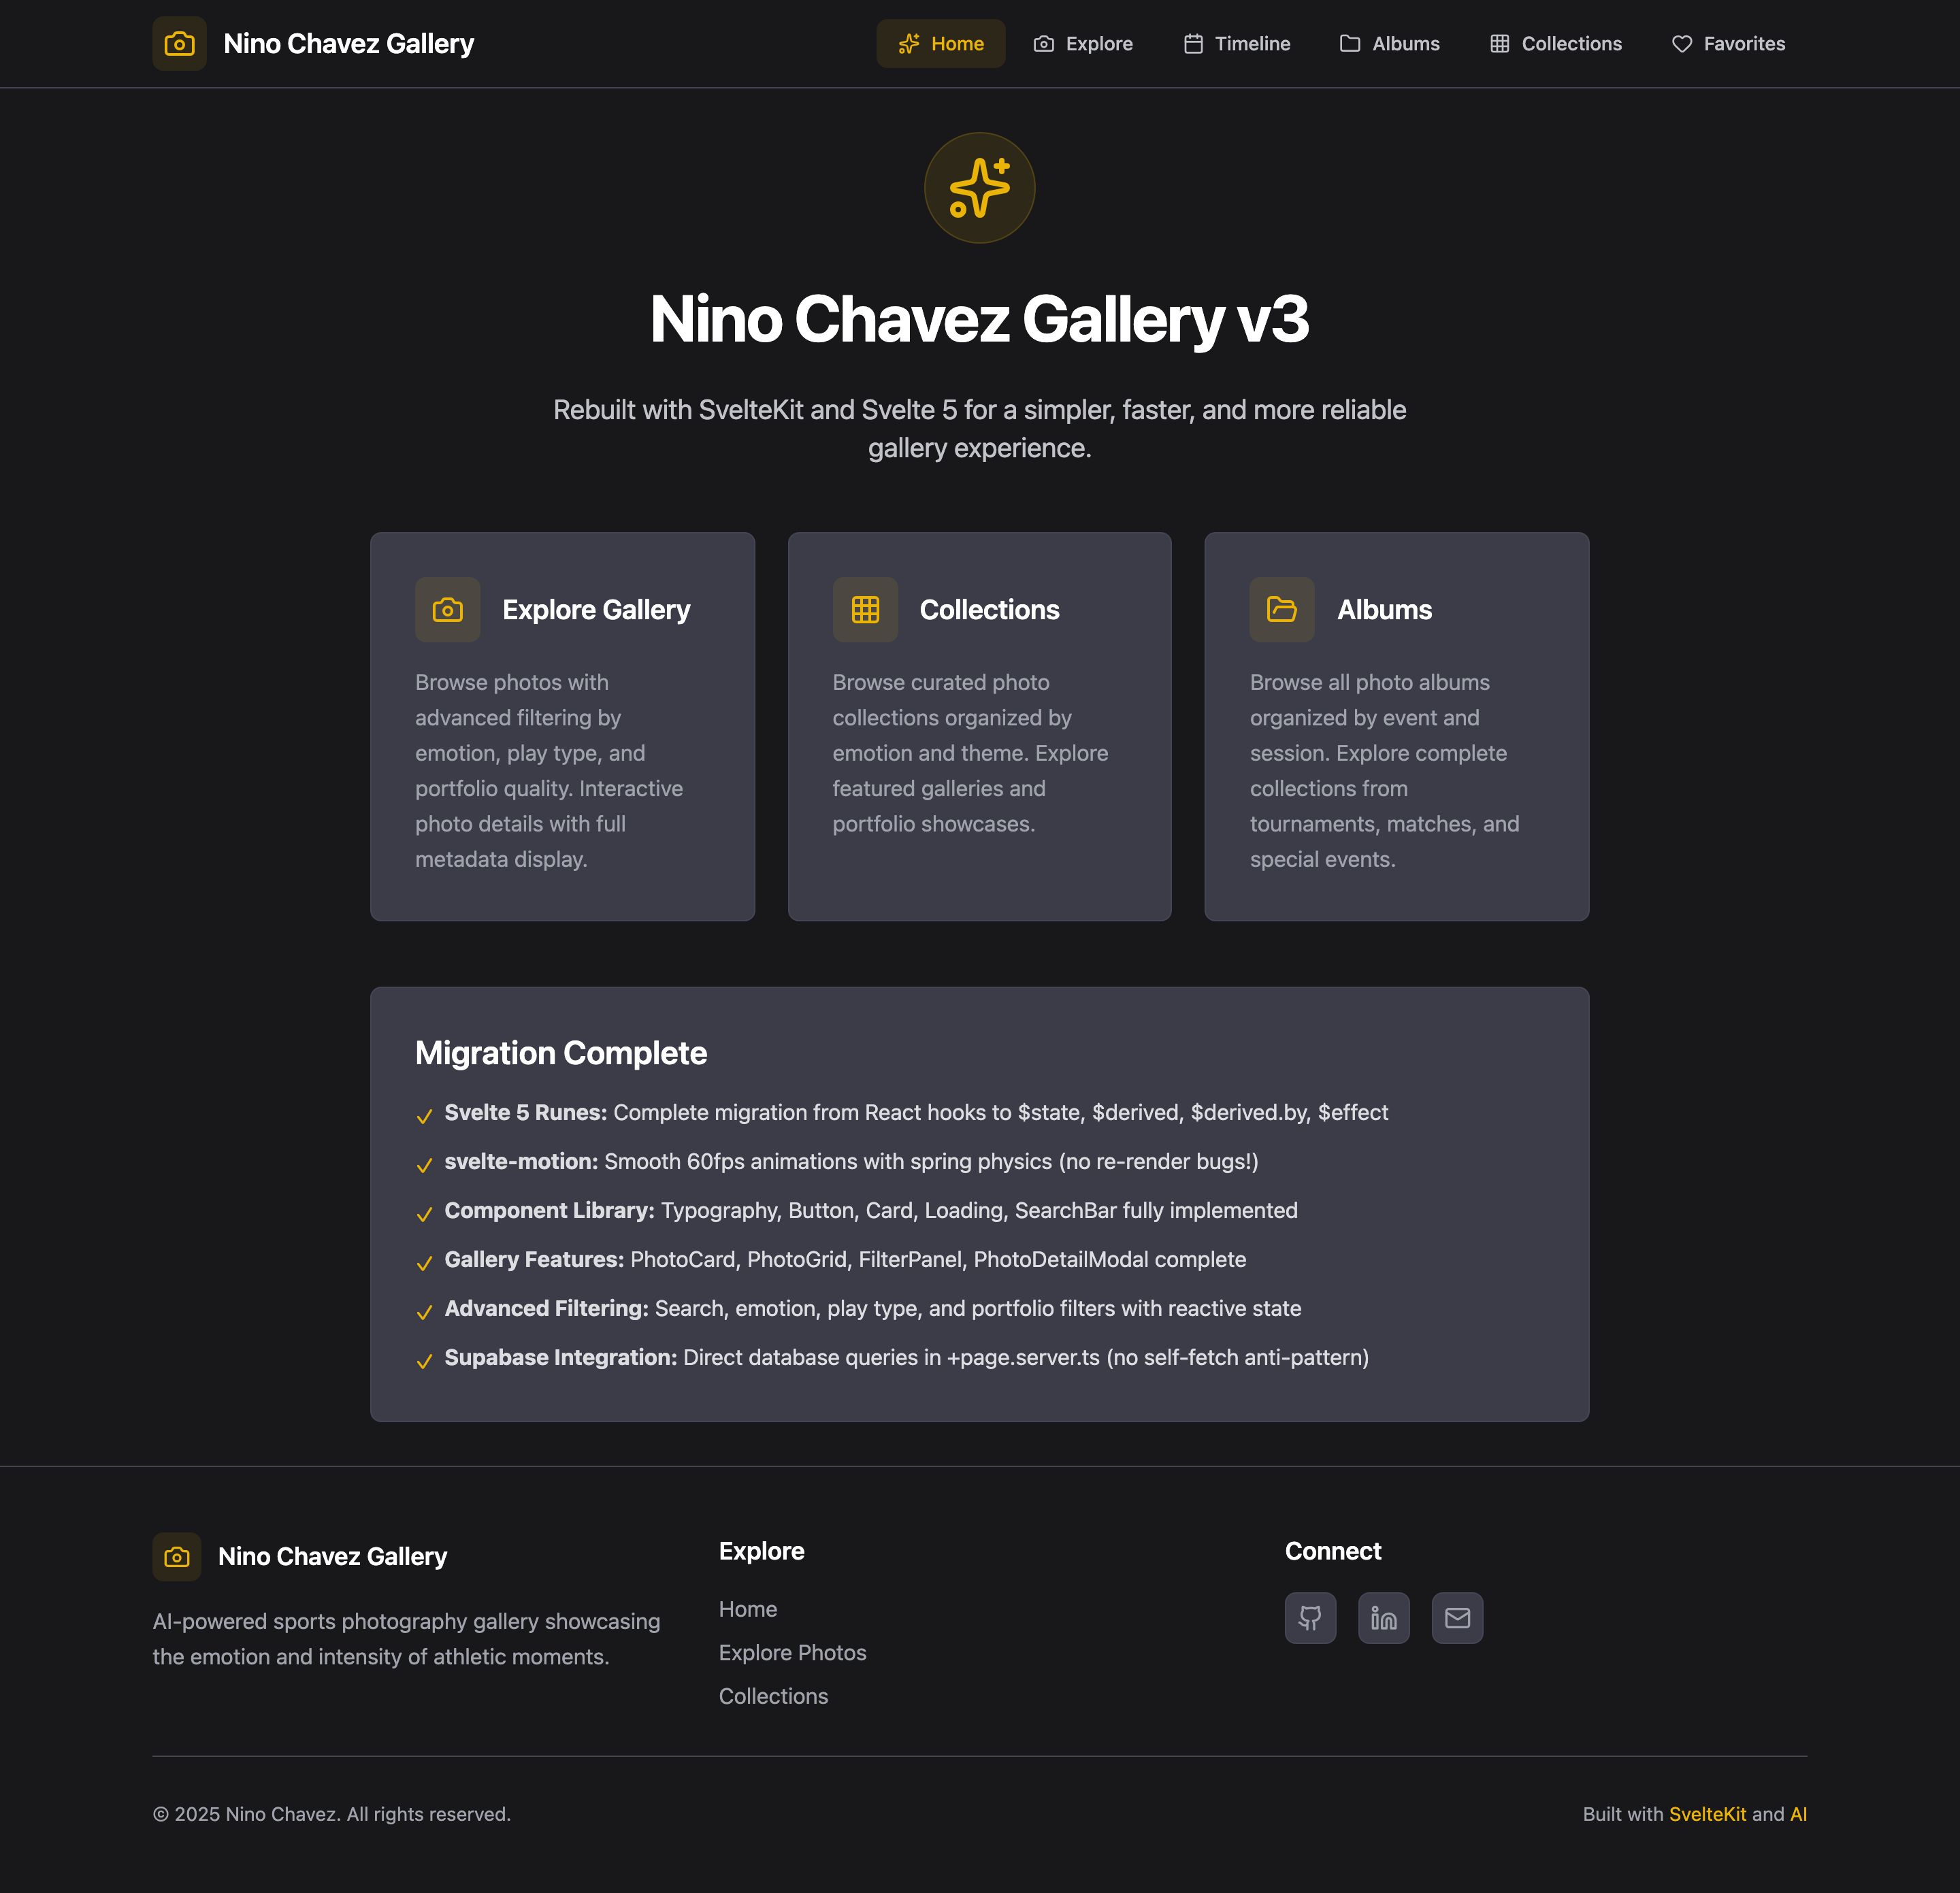 Nino Chavez Gallery
Home
Explore
Timeline
Albums
Collections
Favorites
Nino Chavez Gallery v3
Rebuilt with SvelteKit and Svelte 5 for a simpler, faster, and more reliable
gallery experience.
Explore Gallery
Browse photos with
advanced filtering by
emotion, play type, and
portfolio quality. Interactive
photo details with full
metadata display.
Collections
Browse curated photo
collections organized by
emotion and theme. Explore
featured galleries and
portfolio showcases.
Albums
Browse all photo albums
organized by event and
session. Explore complete
collections from
tournaments, matches, and
special events.
Migration Complete
Svelte 5 Runes: Complete migration from React hooks to $state, $derived, $derived.by, $effect
svelte-motion: Smooth 60fps animations with spring physics (no re-render bugs!)
Component Library: Typography, Button, Card, Loading, SearchBar fully implemented
Gallery Features: PhotoCard, PhotoGrid, FilterPanel, PhotoDetailModal complete
Advanced Filtering: Search, emotion, play type, and portfolio filters with reactive state
Supabase Integration: Direct database queries in +page.server.ts (no self-fetch anti-pattern)
Nino Chavez Gallery
AI-powered sports photography gallery showcasing
the emotion and intensity of athletic moments.
Explore
Home
Explore Photos
Collections
Connect
© 2025 Nino Chavez. All rights reserved.
Built with SvelteKit and AI